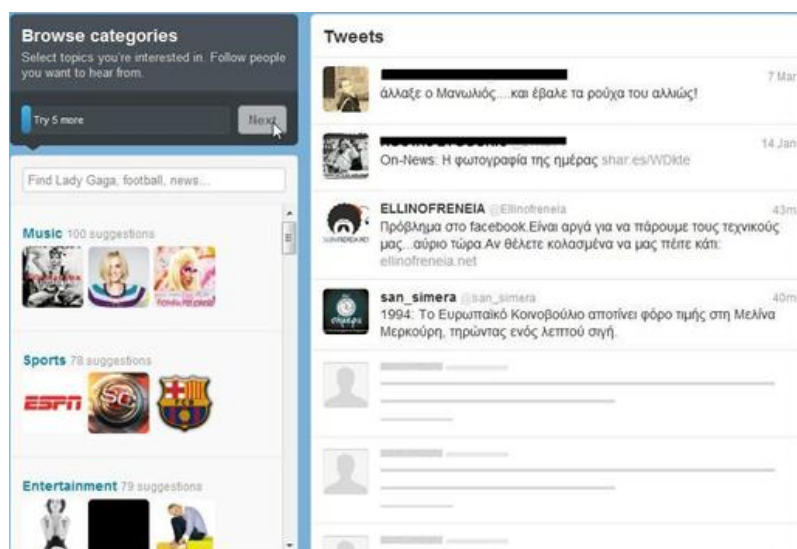 Browse categories
Select topics you're interested in. Follow people
you want to hear from.
Try 5 more
Next
Find Lady Gaga, football, news...
Music 100 suggestions
Sports 78 suggestions
ESPN
SC
FCB
Entertainment 79 suggestions
Tweets
7 Mar
άλλαξε ο Μανωλιός....και έβαλε τα ρούχα του αλλιώς!
14 Jan
On-News: Η φωτογραφία της ημέρας shar.es/WDkte
ELLINOFRENEIA @Ellinofreneia 43m
Πρόβλημα στο facebook.Είναι αργά για να πάρουμε τους τεχνικούς
μας...αύριο τώρα.Αν θέλετε κολασμένα να μας πέιτε κάτι:
ellinofreneia.net
san_simera @san_simera 40m
σήμερα
1994: Το Ευρωπαϊκό Κοινοβούλιο αποτίνει φόρο τιμής στη Μελίνα
Μερκούρη, τηρώντας ενός λεπτού σιγή.